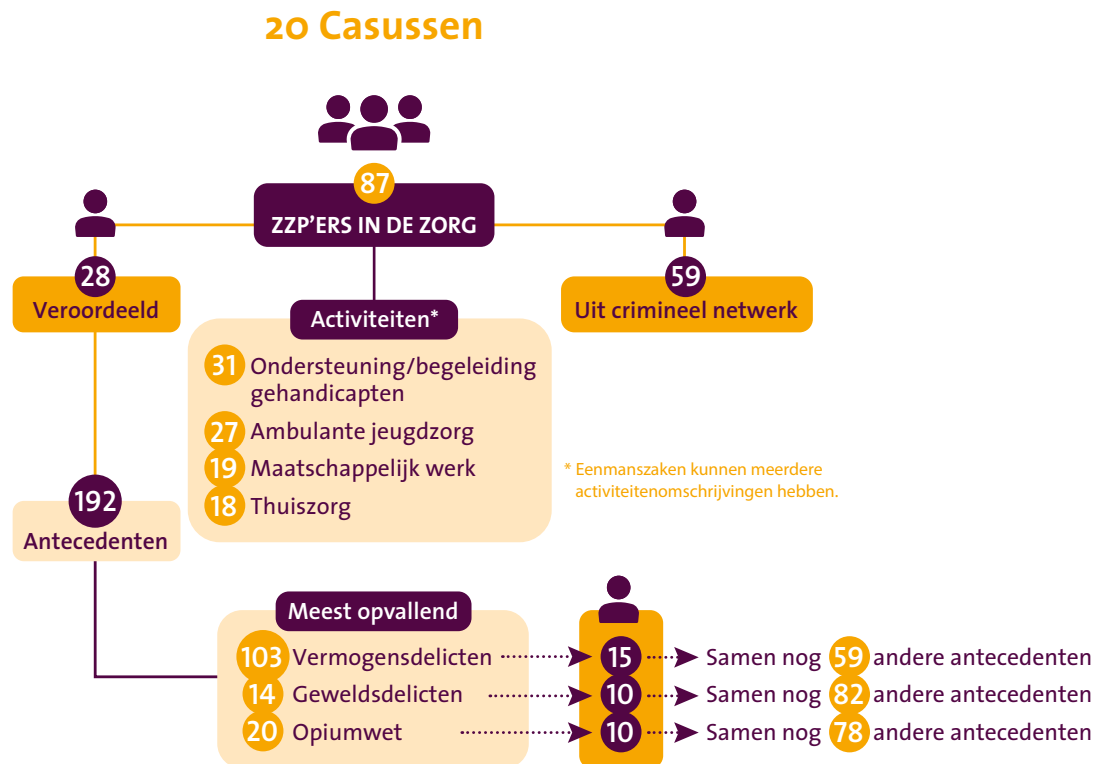 20 Casussen
87
ZZP'ERS IN DE ZORG
28
Veroordeeld
59
Uit crimineel netwerk
Activiteiten*
31 Ondersteuning/begeleiding
gehandicapten
27 Ambulante jeugdzorg
19 Maatschappelijk werk
18 Thuiszorg
* Eenmanszaken kunnen meerdere
activiteitenomschrijvingen hebben.
192
Antecedenten
Meest opvallend
103 Vermogensdelicten 15 Samen nog 59 andere antecedenten
14 Geweldsdelicten 10 Samen nog 82 andere antecedenten
20 Opiumwet 10 Samen nog 78 andere antecedenten